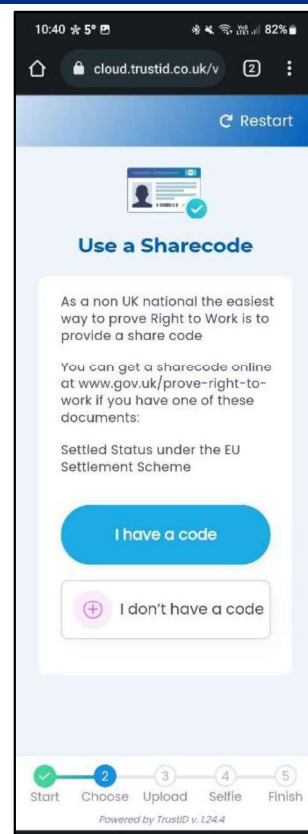 10:40 5° 82%
cloud.trustid.co.uk/v 2
Restart
Use a Sharecode
As a non UK national the easiest
way to prove Right to Work is to
provide a share code
You can get a sharecode online
at www.gov.uk/prove-right-to-
work if you have one of these
documents:
Settled Status under the EU
Settlement Scheme
I have a code
I don't have a code
2 3 4 5
Start Choose Upload Selfie Finish
Powered by TrustID v. 1.24.4